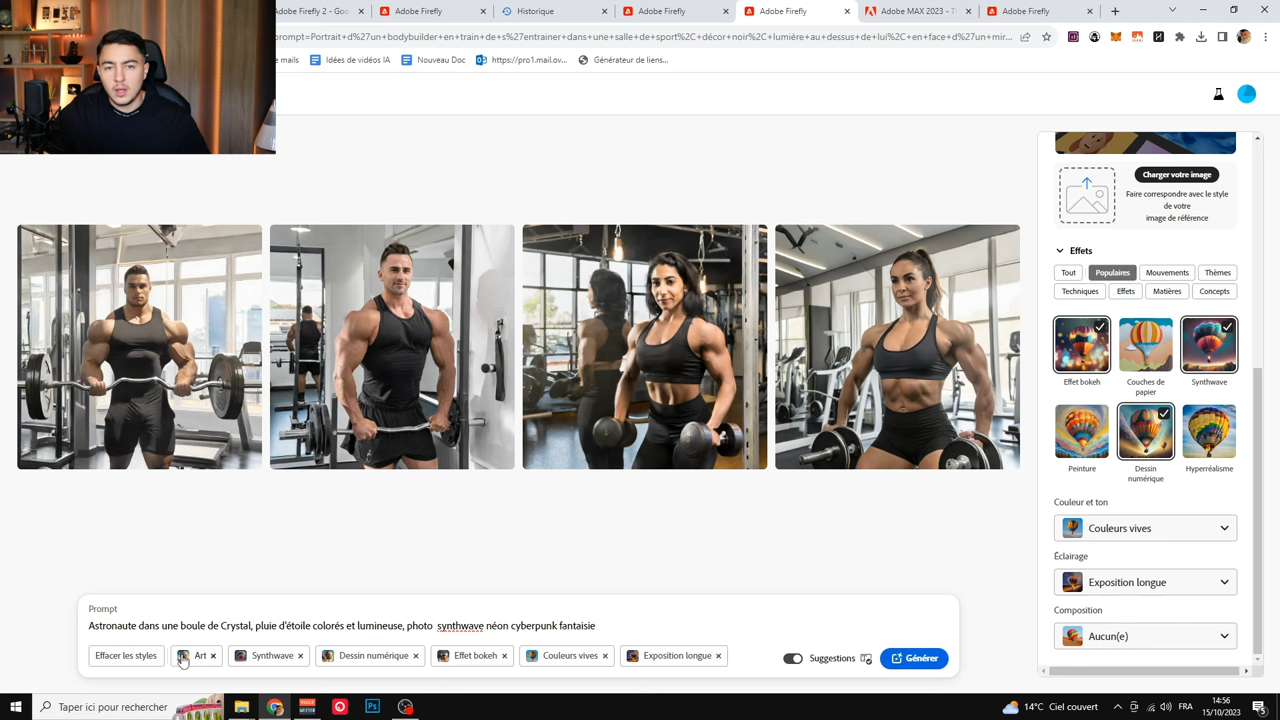 Adobe Firefly 2 - Goo
Adobe Firefly
Historique
Adobe Firefly
Adobe Firefly
Adobe MAX 2023 - T
Adobe Firefly
prompt=Portrait+d%27un+bodybuilder+en+train+de+s%27entrainer+dans+une+salle+de+sport%2C+décor+noir%2C+lumière+au+dessus+de+lui%2C+en+face+d%27un+mir...
e mails
Idées de vidéos IA
Nouveau Doc
https://pro1.mail.ov...
Générateur de liens...
Charger votre image
Faire correspondre avec le style
de votre
image de référence
Effets
Tout
Populaires
Mouvements
Thèmes
Techniques
Effets
Matières
Concepts
Effet bokeh
Couches de
papier
Synthwave
Peinture
Dessin
numérique
Hyperréalisme
Couleur et ton
Couleurs vives
Éclairage
Exposition longue
Composition
Aucun(e)
Prompt
Astronaute dans une boule de Crystal, pluie d'étoile colorés et lumineuse, photo  synthwave néon cyberpunk fantaisie
Effacer les styles
Art
Synthwave
Dessin numérique
Effet bokeh
Couleurs vives
Exposition longue
Suggestions
Générer
Taper ici pour rechercher
Ps
14°C Ciel couvert
FRA
14:56
15/10/2023
5